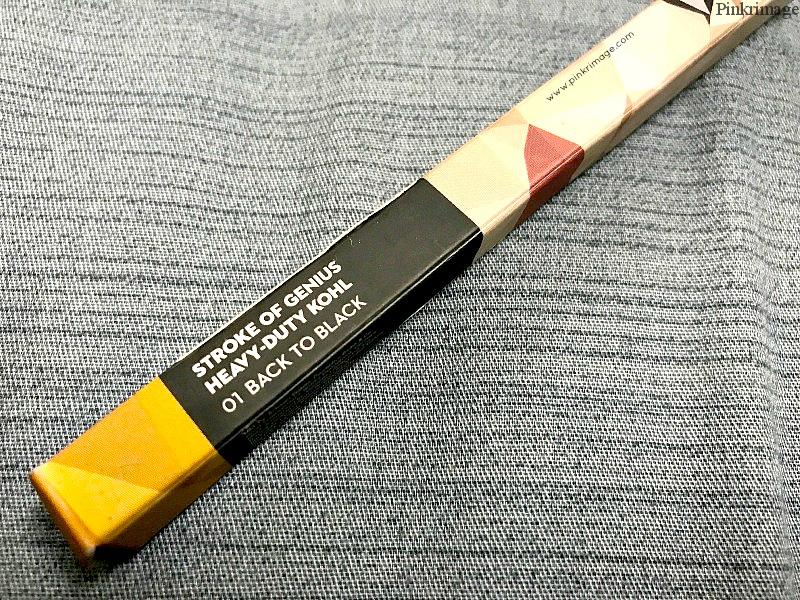 Pinkrimage
www.pinkrimage.com
STROKE OF GENIUS
HEAVY-DUTY KOHL
01 BACK TO BLACK